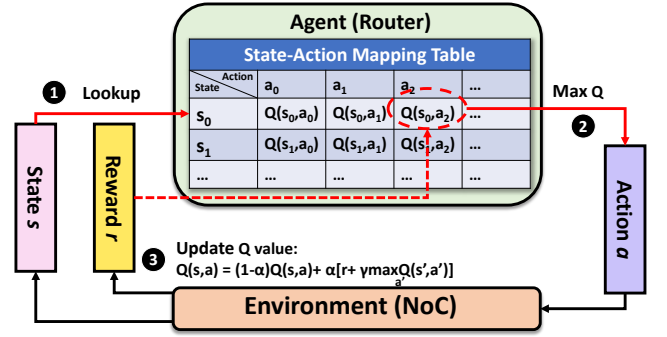 Agent (Router)
State-Action Mapping Table
Action
State
a0 a1 a2 ...
s0 Q(s0,a0) Q(s0,a1) Q(s0,a2) ...
s1 Q(s1,a0) Q(s1,a1) Q(s1,a2) ...
... ... ... ... ...
1 Lookup
Max Q
2
State s
Reward r
Action a
3 Update Q value:
Q(s,a) = (1-α)Q(s,a)+ α[r+ γmaxQ(s',a')]
a'
Environment (NoC)